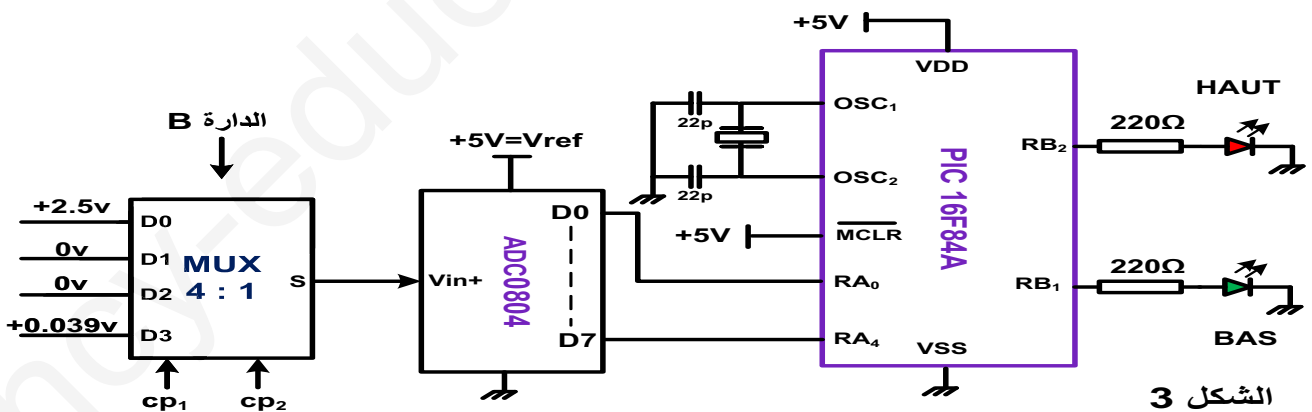 +5V
VDD
HAUT
OSC1
22p
220Ω
الدارة B
RB2
+5V=Vref
OSC2
22p
PIC 16F84A
+2.5v
D0
D0
+5V
MCLR
0v
D1
MUX
ADC0804
0v
D2
4 : 1
S
Vin+
RA0
RB1
220Ω
+0.039v
D3
D7
RA4
VSS
BAS
cp1
cp2
الشكل 3